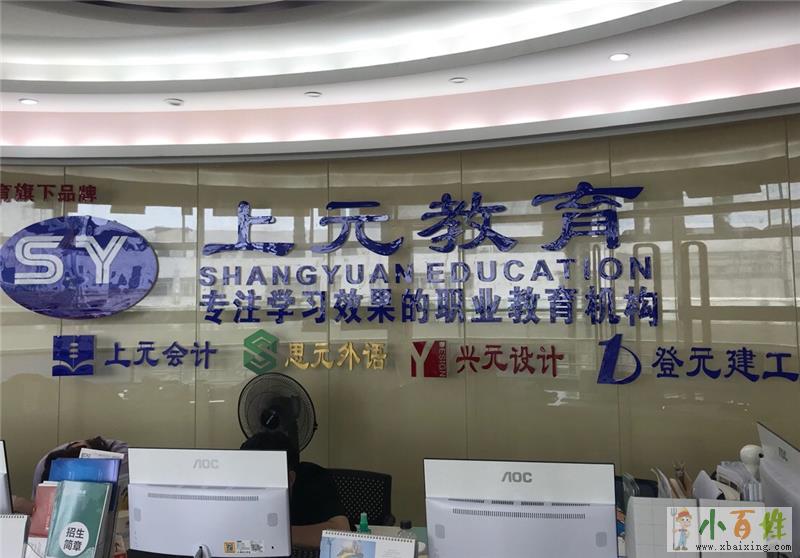 育旗下品牌
SY
上元教育
SHANGYUAN EDUCATION
专注学习效果的职业教育机构
上元会计
思元外语
DESIGN
兴元设计
登元建工
AOC
AOC
招生
简章
小百姓
www.xbaixing.com